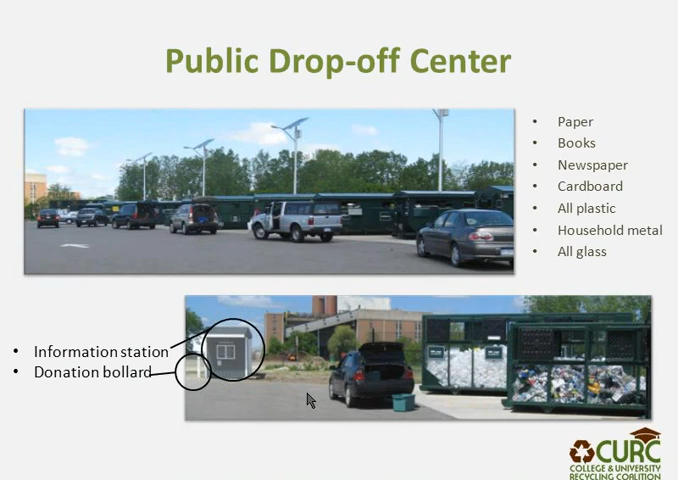 Public Drop-off Center
• Paper
• Books
• Newspaper
• Cardboard
• All plastic
• Household metal
• All glass
• Information station
• Donation bollard
CURC
COLLEGE & UNIVERSITY
RECYCLING COALITION